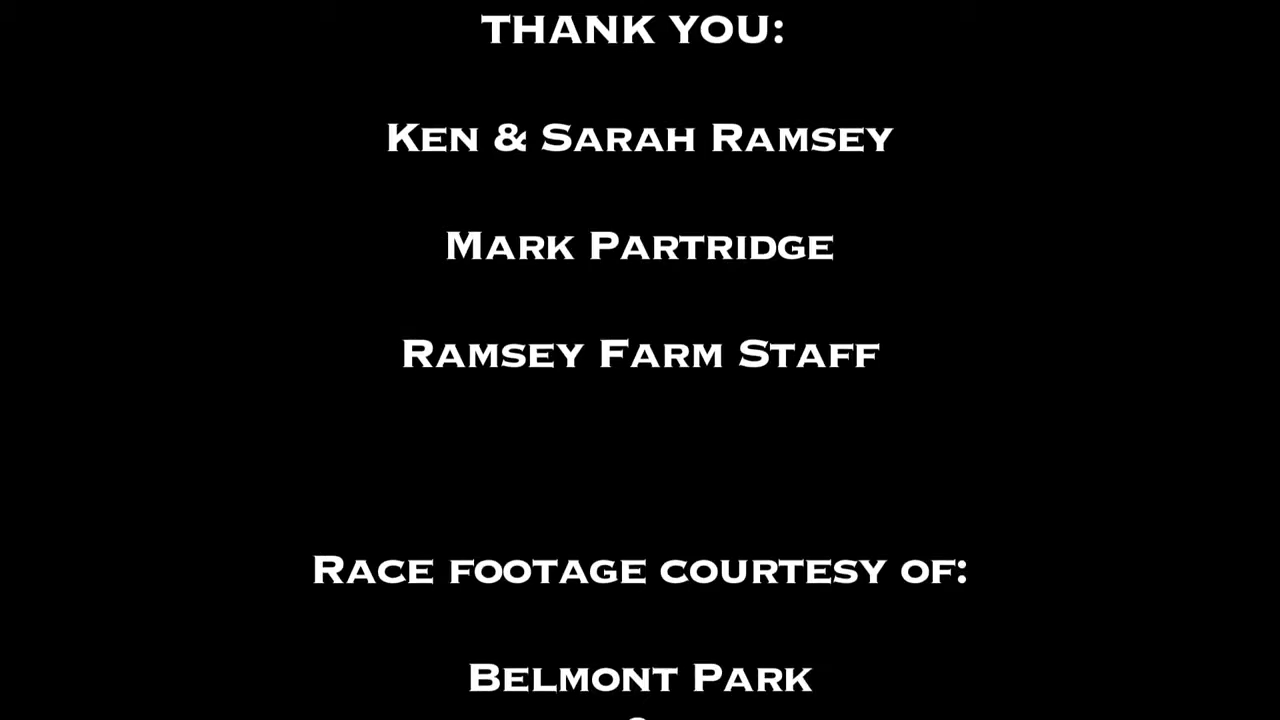 THANK YOU:
KEN & SARAH RAMSEY
MARK PARTRIDGE
RAMSEY FARM STAFF
RACE FOOTAGE COURTESY OF:
BELMONT PARK